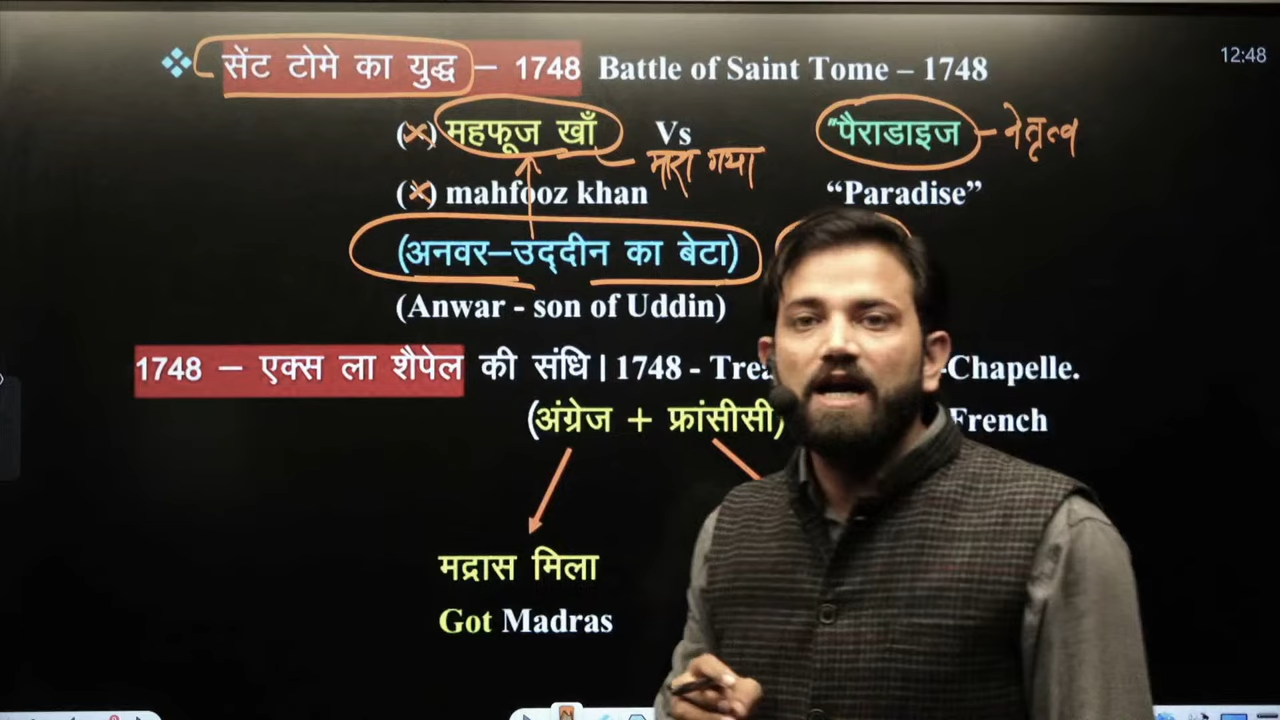 12:48
❖ सेंट टोमे का युद्ध – 1748 Battle of Saint Tome – 1748
(×) महफूज खाँ Vs "पैराडाइज – नेतृत्व
मारा गया
(×) mahfooz khan “Paradise”
(अनवर–उद्दीन का बेटा)
(Anwar - son of Uddin)
1748 – एक्स ला शैपेल की संधि | 1748 - Trea -Chapelle.
(अंग्रेज + फ्रांसीसी) French
मद्रास मिला
Got Madras